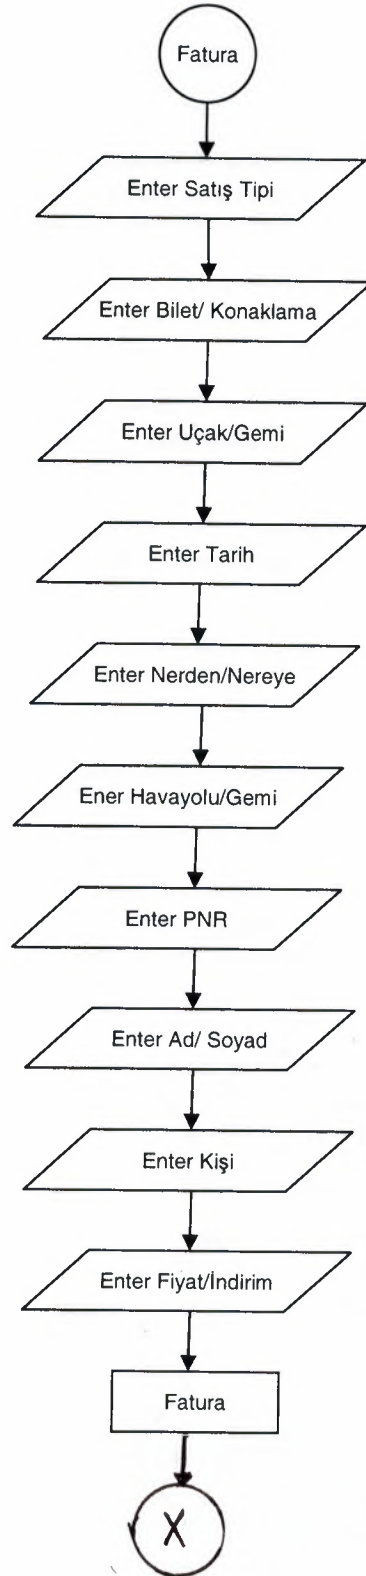 Fatura
Enter Satış Tipi
Enter Bilet/ Konaklama
Enter Uçak/Gemi
Enter Tarih
Enter Nerden/Nereye
Ener Havayolu/Gemi
Enter PNR
Enter Ad/ Soyad
Enter Kişi
Enter Fiyat/İndirim
Fatura
X